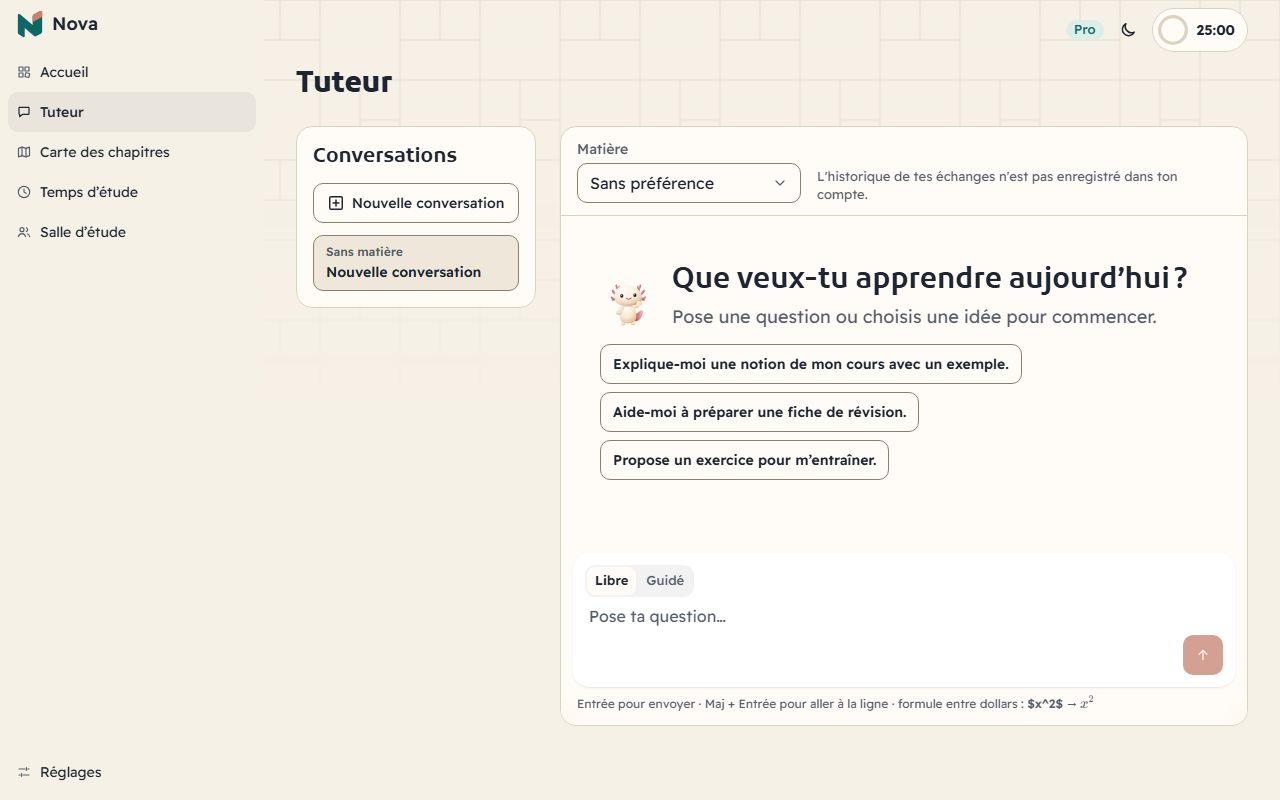 Nova
Accueil
Tuteur
Carte des chapitres
Temps d’étude
Salle d’étude
Réglages
Pro
25:00
Tuteur
Conversations
Nouvelle conversation
Sans matière
Nouvelle conversation
Matière
Sans préférence
L'historique de tes échanges n'est pas enregistré dans ton
compte.
Que veux-tu apprendre aujourd’hui ?
Pose une question ou choisis une idée pour commencer.
Explique-moi une notion de mon cours avec un exemple.
Aide-moi à préparer une fiche de révision.
Propose un exercice pour m’entraîner.
Libre Guidé
Pose ta question…
Entrée pour envoyer · Maj + Entrée pour aller à la ligne · formule entre dollars : $x^2$ → x²